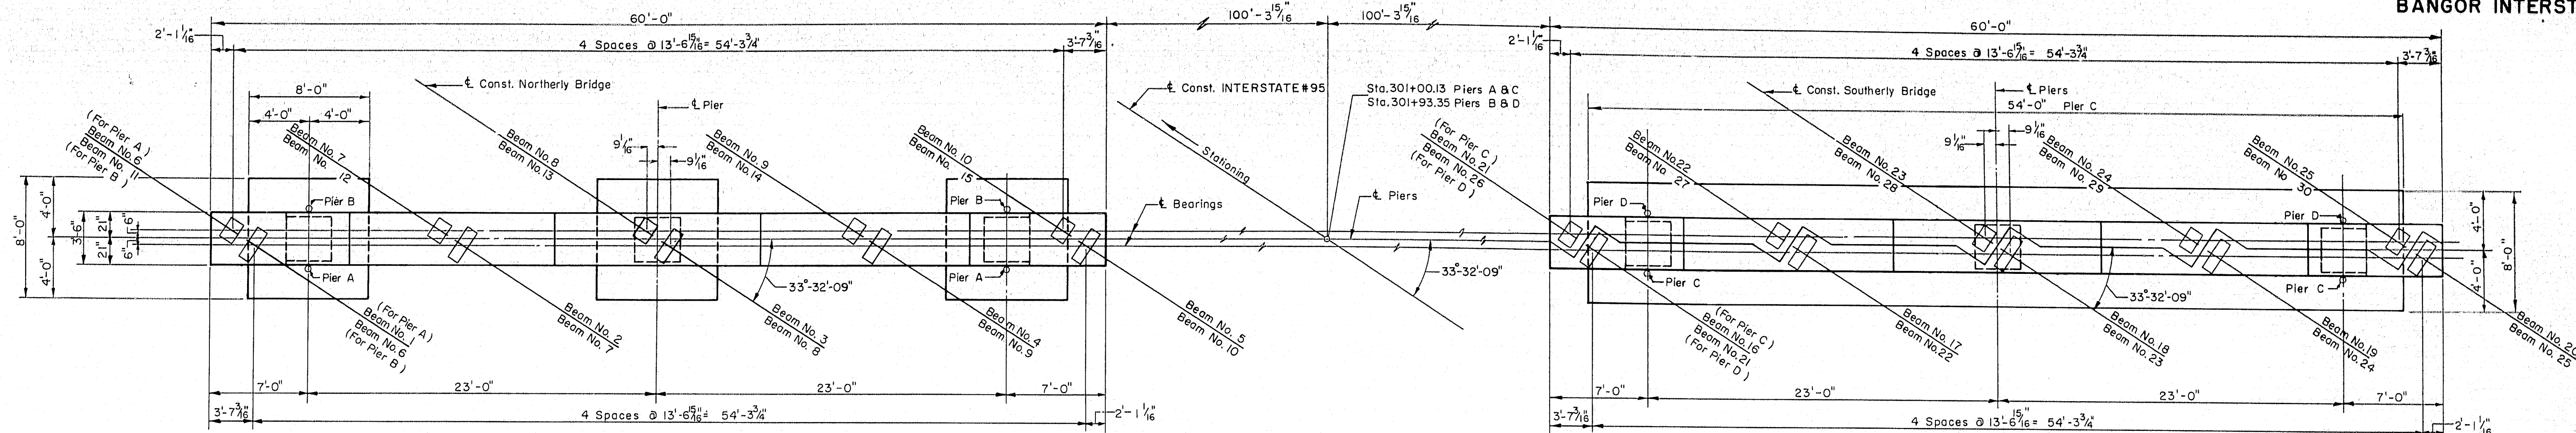 BANGOR INTERST
60'-0"
100'-3 15/16"
100'-3 15/16"
60'-0"
2'-1 1/16"
4 Spaces @ 13'-6 15/16" = 54'-3 3/4"
3'-7 3/16"
2'-1 1/16"
4 Spaces @ 13'-6 15/16" = 54'-3 3/4"
3'-7 3/16"
℄ Const. Northerly Bridge
℄ Pier
℄ Const. INTERSTATE #95
Sta. 301+00.13 Piers A & C
Sta. 301+93.35 Piers B & D
℄ Const. Southerly Bridge
℄ Piers
54'-0" Pier C
8'-0"
4'-0"
4'-0"
(For Pier A)
Beam No. 6
Beam No. 11
(For Pier B)
Beam No. 7
Beam No. 12
Beam No. 8
Beam No. 13
9 1/16"
9 1/16"
Beam No. 9
Beam No. 14
Beam No. 10
Beam No. 15
Stationing
(For Pier C)
Beam No. 21
Beam No. 26
(For Pier D)
Beam No. 22
Beam No. 27
Beam No. 23
Beam No. 28
9 1/16"
9 1/16"
Beam No. 24
Beam No. 29
Beam No. 25
Beam No 30
8'-0"
4'-0"
4'-0"
3'-6"
21"
21"
6"
6"
Pier B
Pier B
℄ Bearings
℄ Piers
Pier D
Pier D
4'-0"
4'-0"
8'-0"
Pier A
Pier A
33°-32'-09"
33°-32'-09"
Pier C
Pier C
33°-32'-09"
(For Pier A)
Beam No. 1
Beam No. 6
(For Pier B)
Beam No. 2
Beam No. 7
Beam No. 3
Beam No. 8
Beam No. 4
Beam No. 9
Beam No. 5
Beam No. 10
(For Pier C)
Beam No. 16
Beam No. 21
(For Pier D)
Beam No. 17
Beam No. 22
Beam No. 18
Beam No. 23
Beam No. 19
Beam No. 24
Beam No. 20
Beam No. 25
7'-0"
23'-0"
23'-0"
7'-0"
7'-0"
23'-0"
23'-0"
7'-0"
3'-7 3/16"
4 Spaces @ 13'-6 15/16" = 54'-3 3/4"
2'-1 1/16"
3'-7 3/16"
4 Spaces @ 13'-6 15/16" = 54'-3 3/4"
2'-1 1/16"